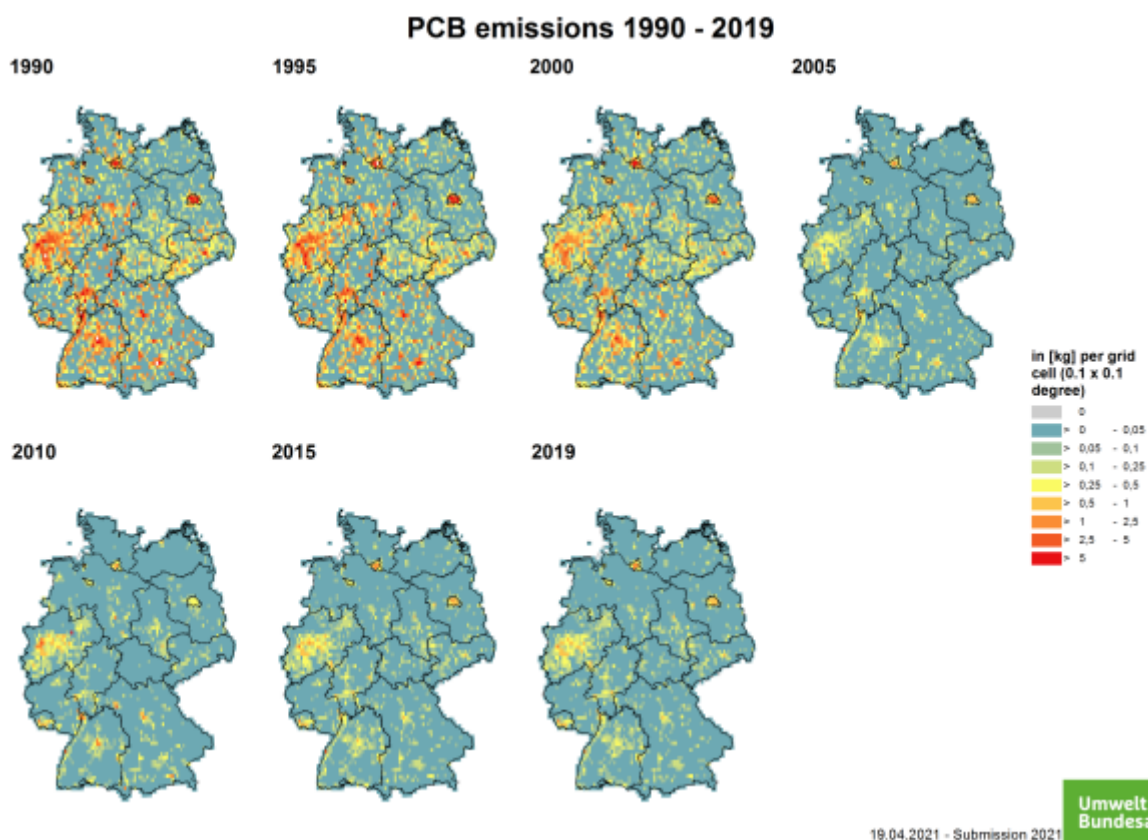 PCB emissions 1990 - 2019
1990
1995
2000
2005
in [kg] per grid
cell (0.1 x 0.1
degree)
0
> 0 - 0,05
> 0,05 - 0,1
> 0,1 - 0,25
> 0,25 - 0,5
> 0,5 - 1
> 1 - 2,5
> 2,5 - 5
> 5
2010
2015
2019
Umwelt
Bundesa
19.04.2021 - Submission 2021